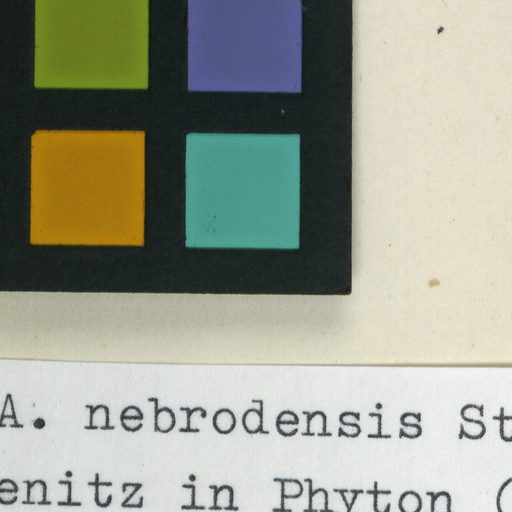 A. nebrodensis St
enitz in Phyton (